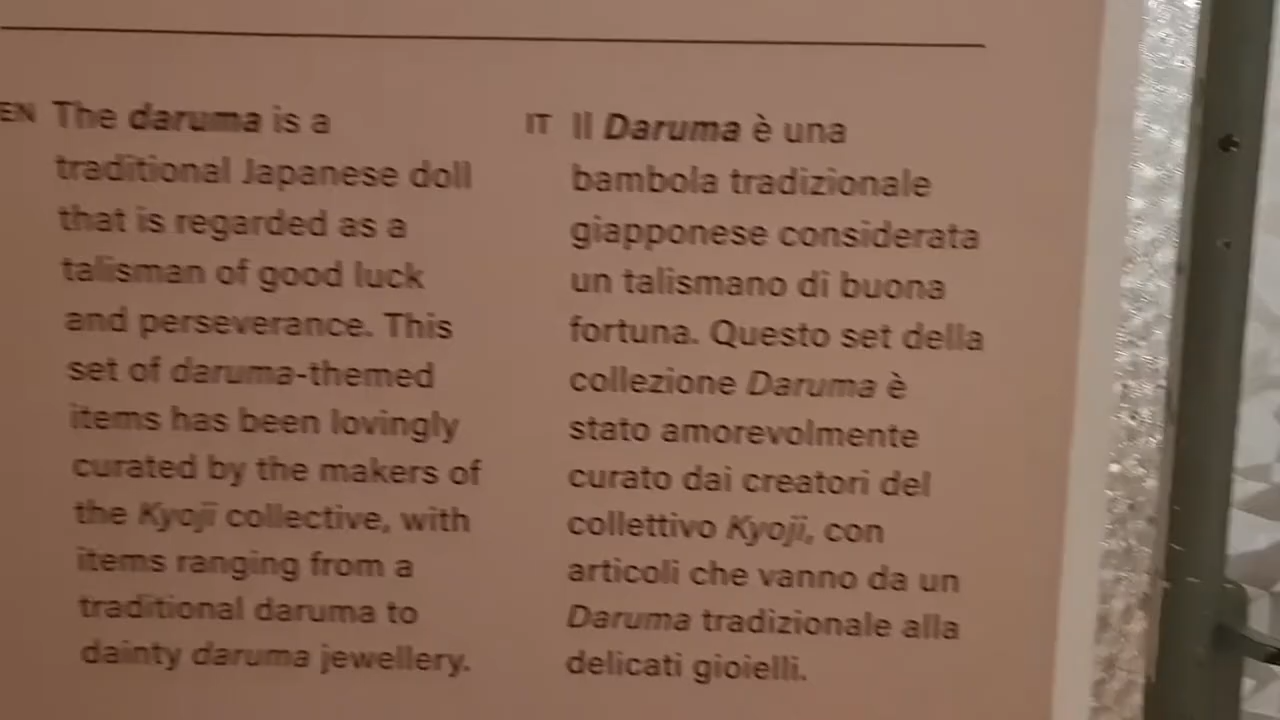 EN The daruma is a
traditional Japanese doll
that is regarded as a
talisman of good luck
and perseverance. This
set of daruma-themed
items has been lovingly
curated by the makers of
the Kyoji collective, with
items ranging from a
traditional daruma to
dainty daruma jewellery.
IT Il Daruma è una
bambola tradizionale
giapponese considerata
un talismano di buona
fortuna. Questo set della
collezione Daruma è
stato amorevolmente
curato dai creatori del
collettivo Kyoji, con
articoli che vanno da un
Daruma tradizionale alla
delicati gioielli.